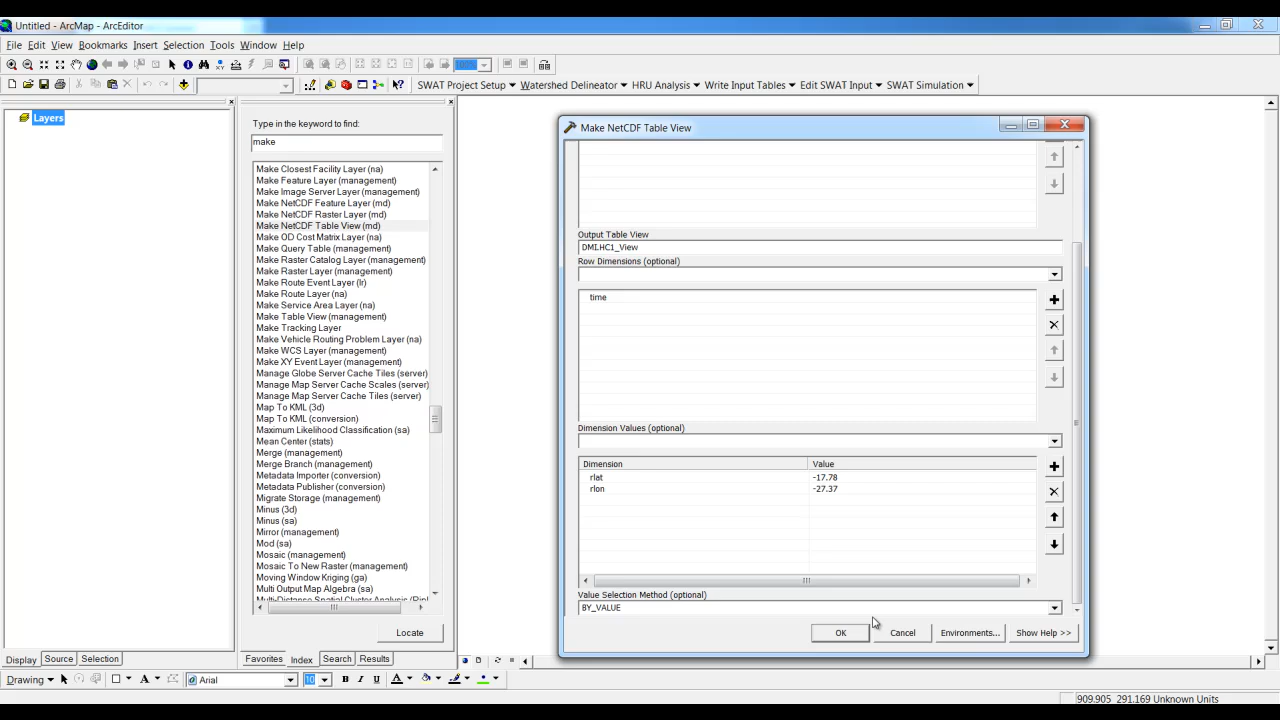 Untitled - ArcMap - ArcEditor
File Edit View Bookmarks Insert Selection Tools Window Help
100%
SWAT Project Setup Watershed Delineator HRU Analysis Write Input Tables Edit SWAT Input SWAT Simulation
Layers
Type in the keyword to find:
make
Make Closest Facility Layer (na)
Make Feature Layer (management)
Make Image Server Layer (management)
Make NetCDF Feature Layer (md)
Make NetCDF Raster Layer (md)
Make NetCDF Table View (md)
Make OD Cost Matrix Layer (na)
Make Query Table (management)
Make Raster Catalog Layer (management)
Make Raster Layer (management)
Make Route Event Layer (lr)
Make Route Layer (na)
Make Service Area Layer (na)
Make Table View (management)
Make Tracking Layer
Make Vehicle Routing Problem Layer (na)
Make WCS Layer (management)
Make XY Event Layer (management)
Manage Globe Server Cache Tiles (server)
Manage Map Server Cache Scales (server)
Manage Map Server Cache Tiles (server)
Map To KML (3d)
Map To KML (conversion)
Maximum Likelihood Classification (sa)
Mean Center (stats)
Merge (management)
Merge Branch (management)
Metadata Importer (conversion)
Metadata Publisher (conversion)
Migrate Storage (management)
Minus (3d)
Minus (sa)
Mirror (management)
Mod (sa)
Mosaic (management)
Mosaic To New Raster (management)
Moving Window Kriging (ga)
Multi Output Map Algebra (sa)
Multi-Distance Spatial Cluster Analysis (Ripl
Locate
Favorites Index Search Results
Make NetCDF Table View
Output Table View
DMI.HC1_View
Row Dimensions (optional)
time
Dimension Values (optional)
Dimension Value
rlat -17.78
rlon -27.37
Value Selection Method (optional)
BY_VALUE
OK Cancel Environments... Show Help >>
Display Source Selection
Drawing A Arial 10 B I U A
909.905 291.169 Unknown Units